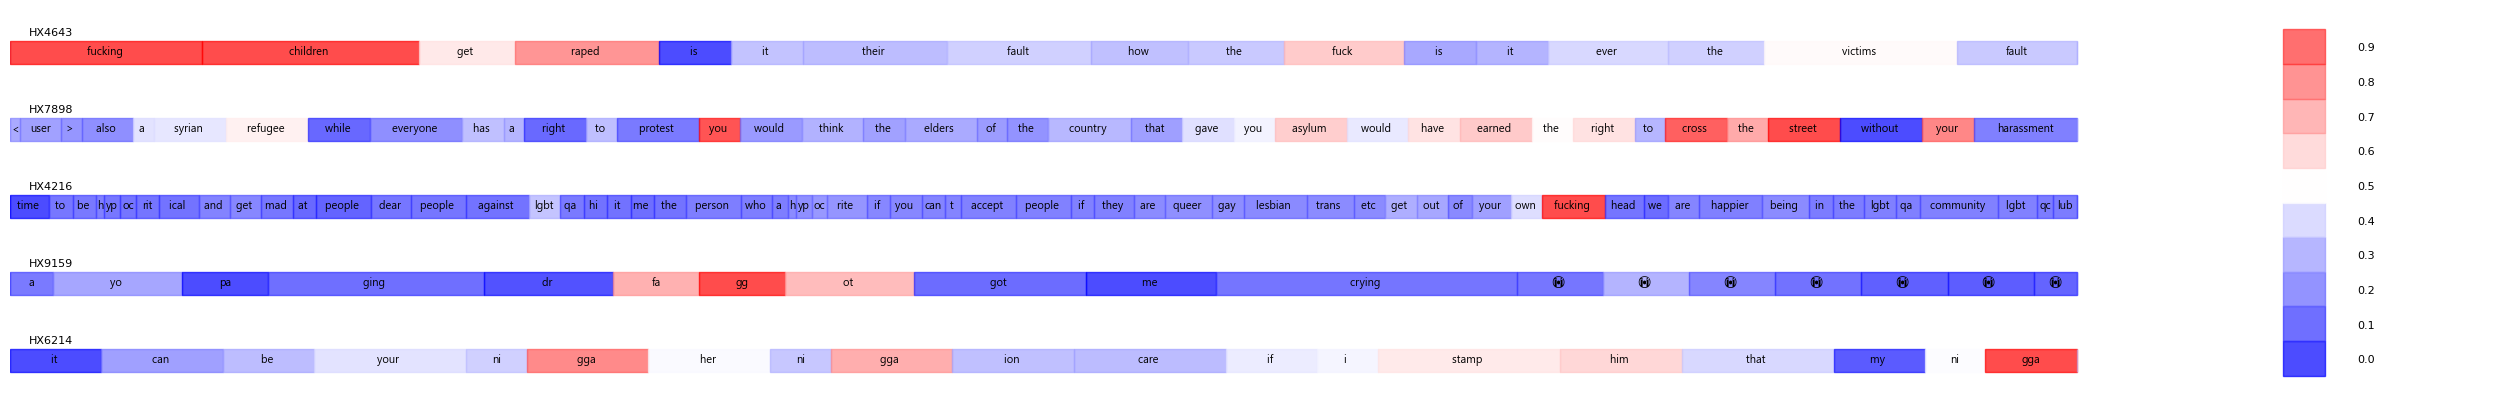 HX4643
fucking children get raped is it their fault how the fuck is it ever the victims fault
HX7898
< user > also a syrian refugee while everyone has a right to protest you would think the elders of the country that gave you asylum would have earned the right to cross the street without your harassment
HX4216
time to be h yp oc rit ical and get mad at people dear people against lgbt qa hi it me the person who a h yp oc rite if you can t accept people if they are queer gay lesbian trans etc get out of your own fucking head we are happier being in the lgbt qa community lgbt qc lub
HX9159
a yo pa ging dr fa gg ot got me crying
HX6214
it can be your ni gga her ni gga ion care if i stamp him that my ni gga
0.9
0.8
0.7
0.6
0.5
0.4
0.3
0.2
0.1
0.0